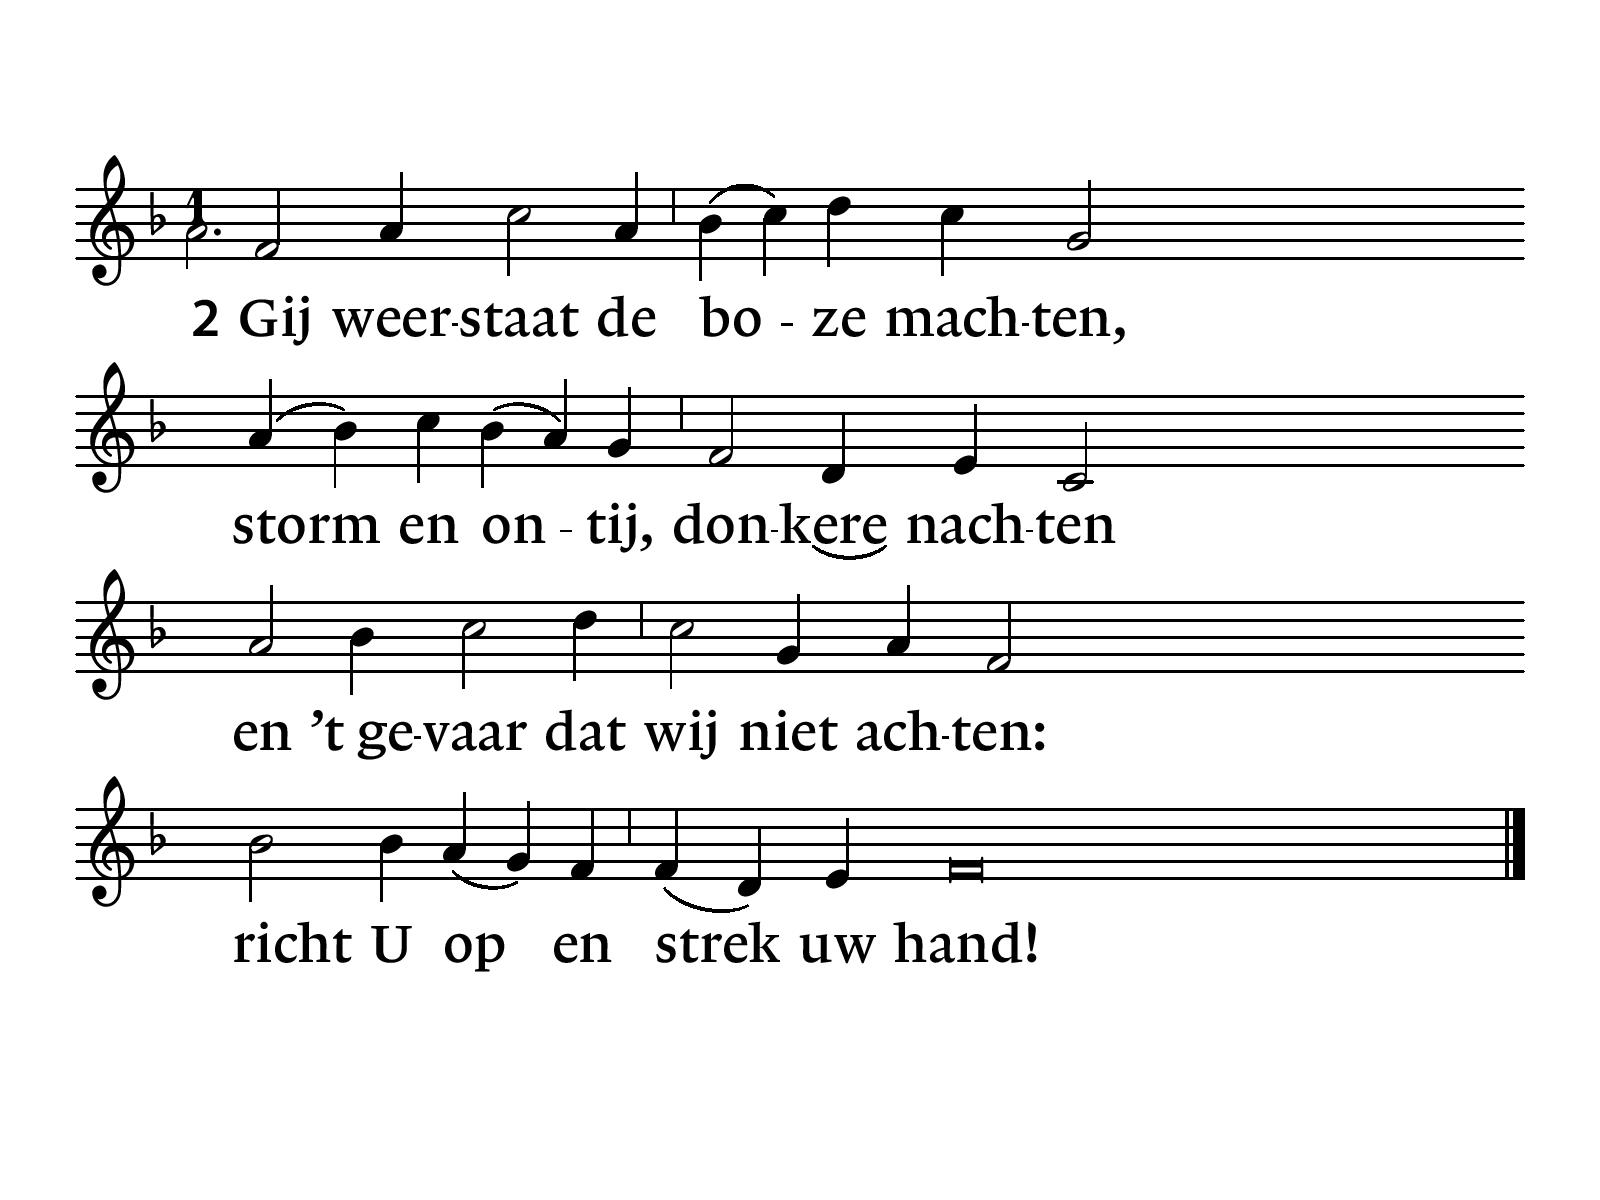 1
2 Gij weer-staat de bo - ze mach-ten,
storm en on - tij, don-kere nach-ten
en ’t ge-vaar dat wij niet ach-ten:
richt U op en strek uw hand!